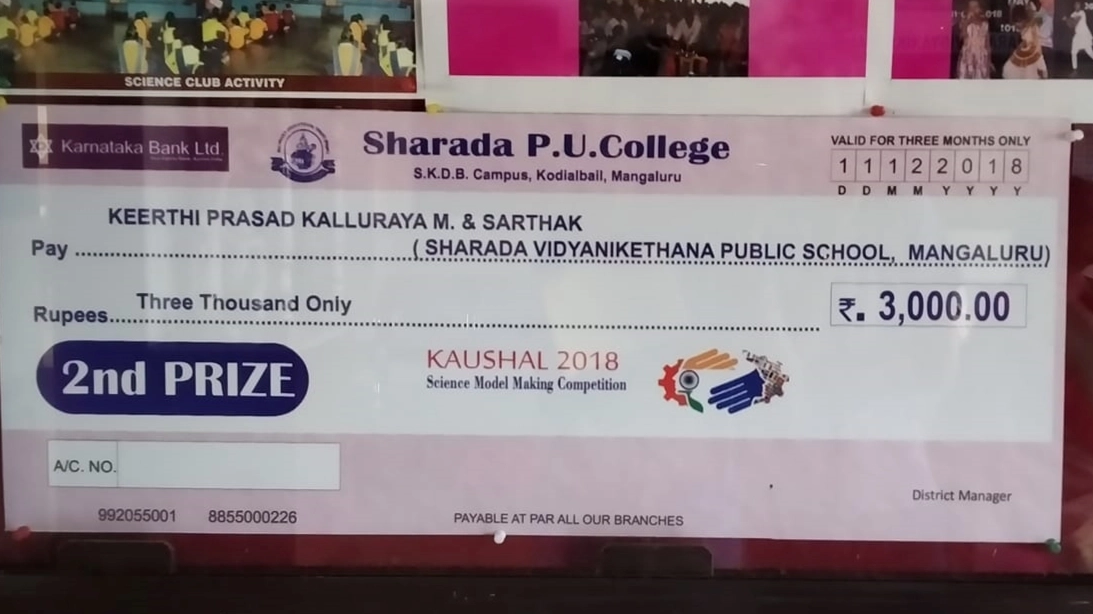 SCIENCE CLUB ACTIVITY
Karnataka Bank Ltd.
Sharada P.U.College
S.K.D.B. Campus, Kodialbail, Mangaluru
VALID FOR THREE MONTHS ONLY
1 1 1 2 2 0 1 8
D D M M Y Y Y Y
KEERTHI PRASAD KALLURAYA M. & SARTHAK
Pay ( SHARADA VIDYANIKETHANA PUBLIC SCHOOL, MANGALURU)
Rupees Three Thousand Only
₹. 3,000.00
2nd PRIZE
KAUSHAL 2018
Science Model Making Competition
A/C. NO.
District Manager
992055001 8855000226
PAYABLE AT PAR ALL OUR BRANCHES